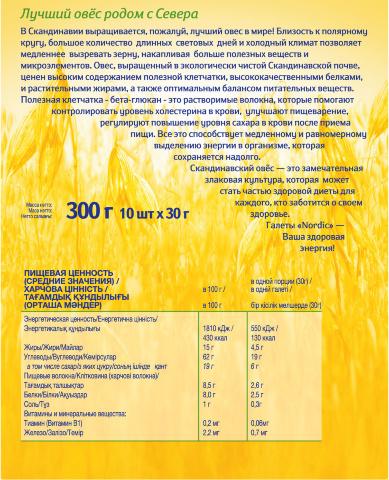 Лучший овёс родом с Севера
В Скандинавии выращивается, пожалуй, лучший овес в мире! Близость к полярному
кругу, большое количество длинных световых дней и холодный климат позволяет
медленнее вызревать зерну, накапливая больше полезных веществ и
микроэлементов. Овес, выращенный в экологически чистой Скандинавской почве,
ценен высоким содержанием полезной клетчатки, высококачественными белками,
и растительными жирами, а также оптимальным балансом питательных веществ.
Полезная клетчатка - бета-глюкан - это растворимые волокна, которые помогают
контролировать уровень холестерина в крови, улучшают пищеварение,
регулируют повышение уровня сахара в крови после приема
пищи. Все это способствует медленному и равномерному
выделению энергии в организме, которая
сохраняется надолго.
Скандинавский овёс — это замечательная
злаковая культура, которая может
стать частью здоровой диеты для
каждого, кто заботится о своем
здоровье.
Галеты «Nordic» —
Ваша здоровая
энергия!
Масса нетто:
Маса нетто:
Нетто салмағы:
300 г 10 шт х 30 г
ПИЩЕВАЯ ЦЕННОСТЬ
(СРЕДНИЕ ЗНАЧЕНИЯ) /
ХАРЧОВА ЦІННІСТЬ /
ТАҒАМДЫҚ ҚҰНДЫЛЫҒЫ
(ОРТАША МӘНДЕР)
в 100 г /
в 100 г
в одной порции (30г) /
в одній галеті /
бір кісілік мөлшерде (30г)
Энергетическая ценность/Енергетична цінність/
Энергетикалық құндылығы 1810 кДж / 550 кДж /
430 ккал 130 ккал
Жиры/Жири/Майлар 15 г 4,5 г
Углеводы/Вуглеводи/Көмірсулар 62 г 19 г
в том числе сахар/з яких цукру/соның ішінде қант 19 г 6 г
Пищевые волокна/Клітковина (харчові волокна)/
Тағамдық талшықтар 8,5 г 2,6 г
Белки/Білки/Ақуыздар 8,0 г 2,5 г
Соль/Тұз 1 г 0,3г
Витамины и минеральные вещества:
Тиамин (Витамин B1) 0,2 мг 0,06мг
Железо/Залізо/Темір 2,2 мг 0,7 мг